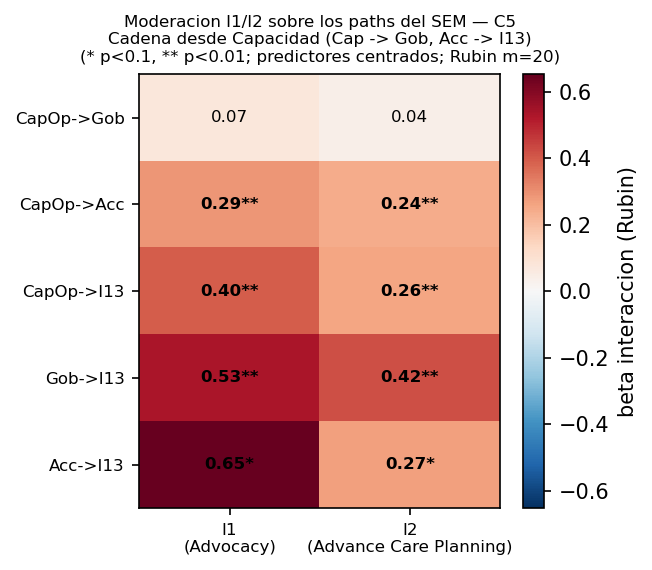 Moderacion I1/I2 sobre los paths del SEM — C5
Cadena desde Capacidad (Cap -> Gob, Acc -> I13)
(* p<0.1, ** p<0.01; predictores centrados; Rubin m=20)
CapOp->Gob 0.07 0.04
CapOp->Acc 0.29** 0.24**
CapOp->I13 0.40** 0.26**
Gob->I13 0.53** 0.42**
Acc->I13 0.65* 0.27*
I1 I2
(Advocacy) (Advance Care Planning)
0.6
0.4
0.2
0.0
−0.2
−0.4
−0.6
beta interaccion (Rubin)